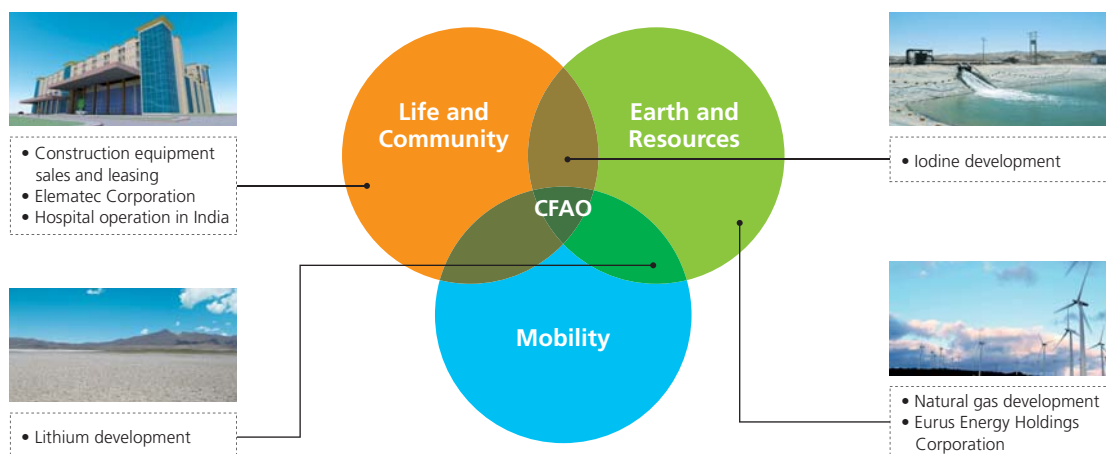 Life and
Community
Earth and
Resources
CFAO
Mobility
• Construction equipment
sales and leasing
• Elematec Corporation
• Hospital operation in India
• Iodine development
• Lithium development
• Natural gas development
• Eurus Energy Holdings
Corporation